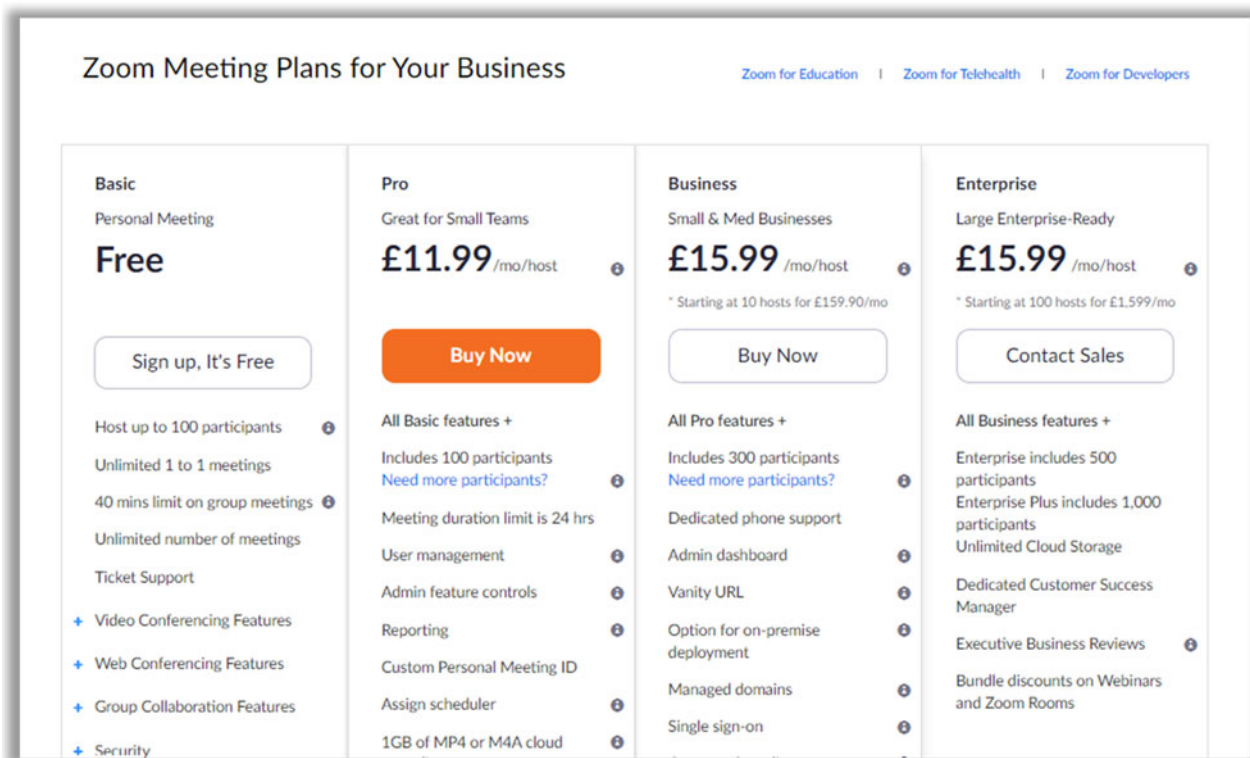 Zoom Meeting Plans for Your Business
Zoom for Education | Zoom for Telehealth | Zoom for Developers
Basic
Personal Meeting
Free
Sign up, It's Free
Host up to 100 participants
Unlimited 1 to 1 meetings
40 mins limit on group meetings
Unlimited number of meetings
Ticket Support
+ Video Conferencing Features
+ Web Conferencing Features
+ Group Collaboration Features
+ Security
Pro
Great for Small Teams
£11.99 /mo/host
Buy Now
All Basic features +
Includes 100 participants
Need more participants?
Meeting duration limit is 24 hrs
User management
Admin feature controls
Reporting
Custom Personal Meeting ID
Assign scheduler
1GB of MP4 or M4A cloud
Business
Small & Med Businesses
£15.99 /mo/host
* Starting at 10 hosts for £159.90/mo
Buy Now
All Pro features +
Includes 300 participants
Need more participants?
Dedicated phone support
Admin dashboard
Vanity URL
Option for on-premise
deployment
Managed domains
Single sign-on
Enterprise
Large Enterprise-Ready
£15.99 /mo/host
* Starting at 100 hosts for £1,599/mo
Contact Sales
All Business features +
Enterprise includes 500
participants
Enterprise Plus includes 1,000
participants
Unlimited Cloud Storage
Dedicated Customer Success
Manager
Executive Business Reviews
Bundle discounts on Webinars
and Zoom Rooms